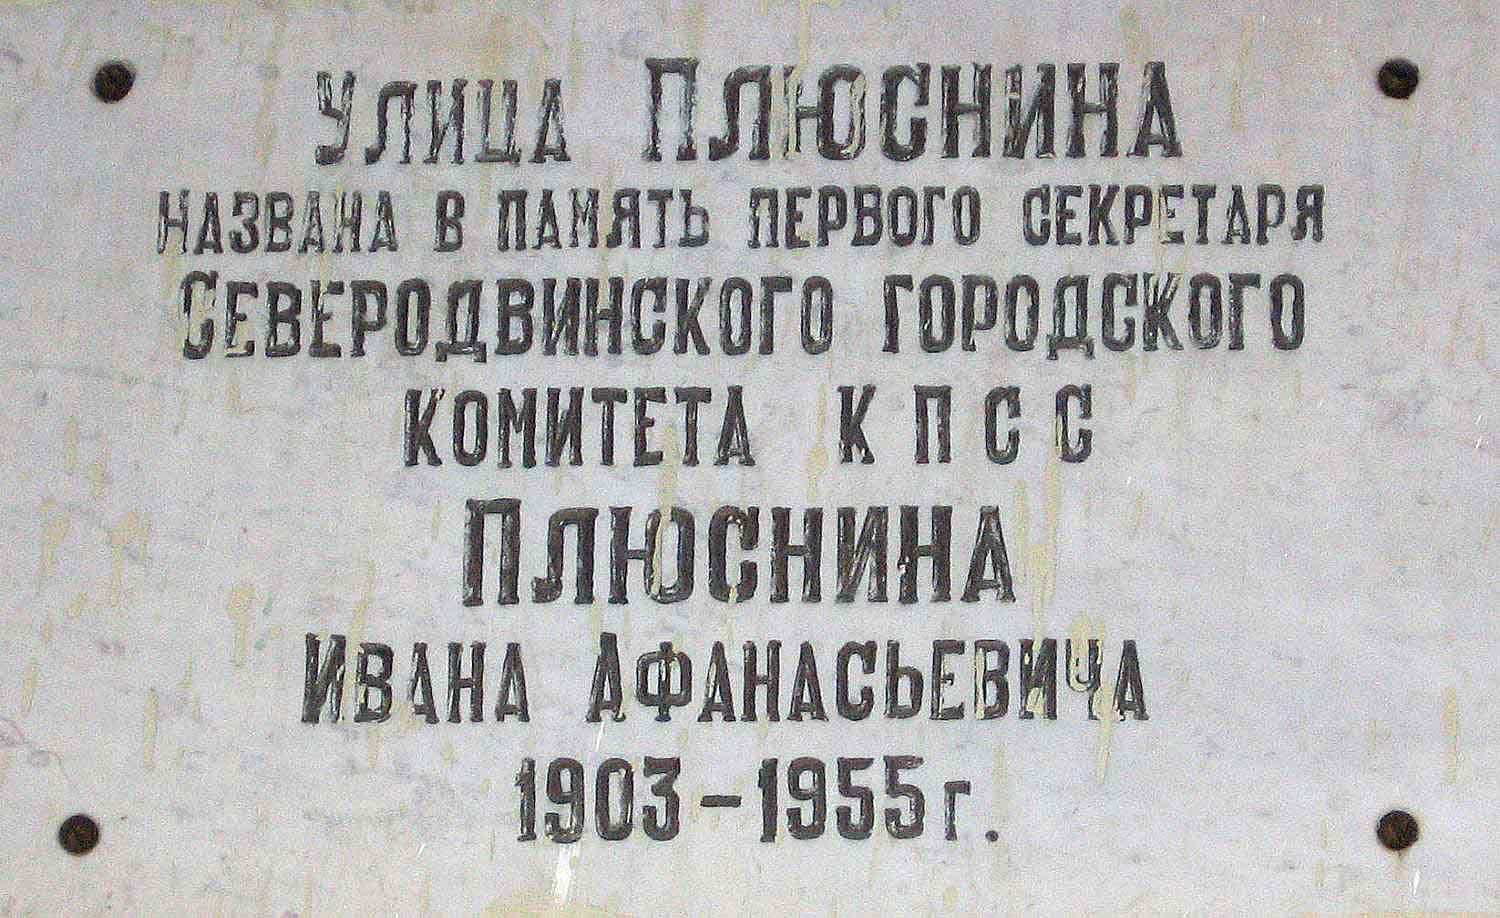 Улица Плюснина
названа в память первого секретаря
Северодвинского городского
комитета КПСС
Плюснина
Ивана Афанасьевича
1903-1955г.